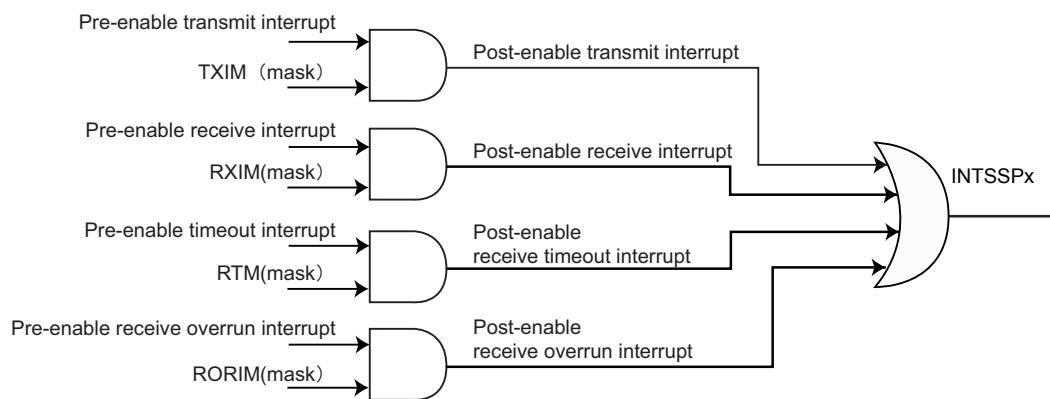 Pre-enable transmit interrupt
TXIM（mask）
Post-enable transmit interrupt
Pre-enable receive interrupt
RXIM(mask）
Post-enable receive interrupt
INTSSPx
Pre-enable timeout interrupt
RTM(mask）
Post-enable
receive timeout interrupt
Pre-enable receive overrun interrupt
RORIM(mask）
Post-enable
receive overrun interrupt